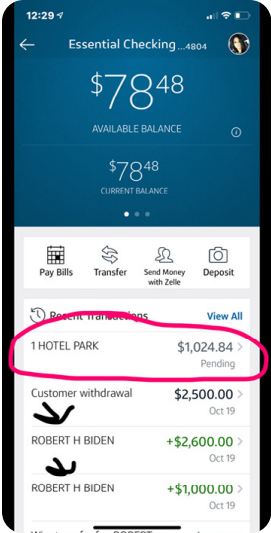 12:29
Essential Checking...4804
$78.48
AVAILABLE BALANCE
$78.48
CURRENT BALANCE
Pay Bills
Transfer
Send Money
with Zelle
Deposit
Recent Transactions
View All
1 HOTEL PARK
$1,024.84
Pending
Customer withdrawal
$2,500.00
Oct 19
ROBERT H BIDEN
+$2,600.00
Oct 19
ROBERT H BIDEN
+$1,000.00
Oct 19